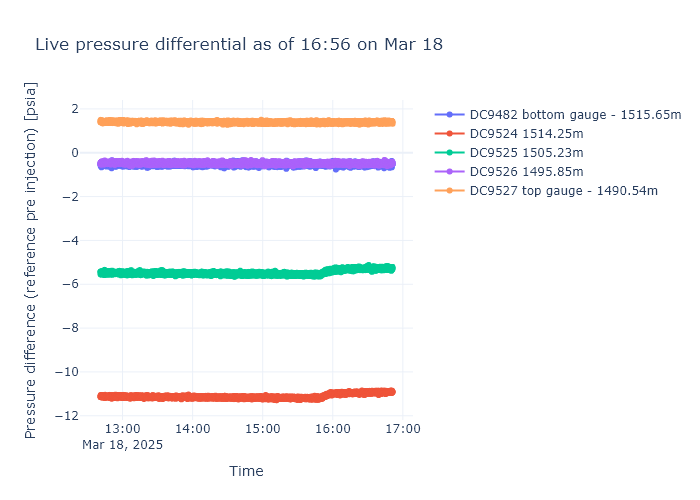 Live pressure differential as of 16:56 on Mar 18
Pressure difference (reference pre injection) [psia]
2
0
−2
−4
−6
−8
−10
−12
13:00
Mar 18, 2025
14:00
15:00
16:00
17:00
Time
DC9482 bottom gauge - 1515.65m
DC9524 1514.25m
DC9525 1505.23m
DC9526 1495.85m
DC9527 top gauge - 1490.54m